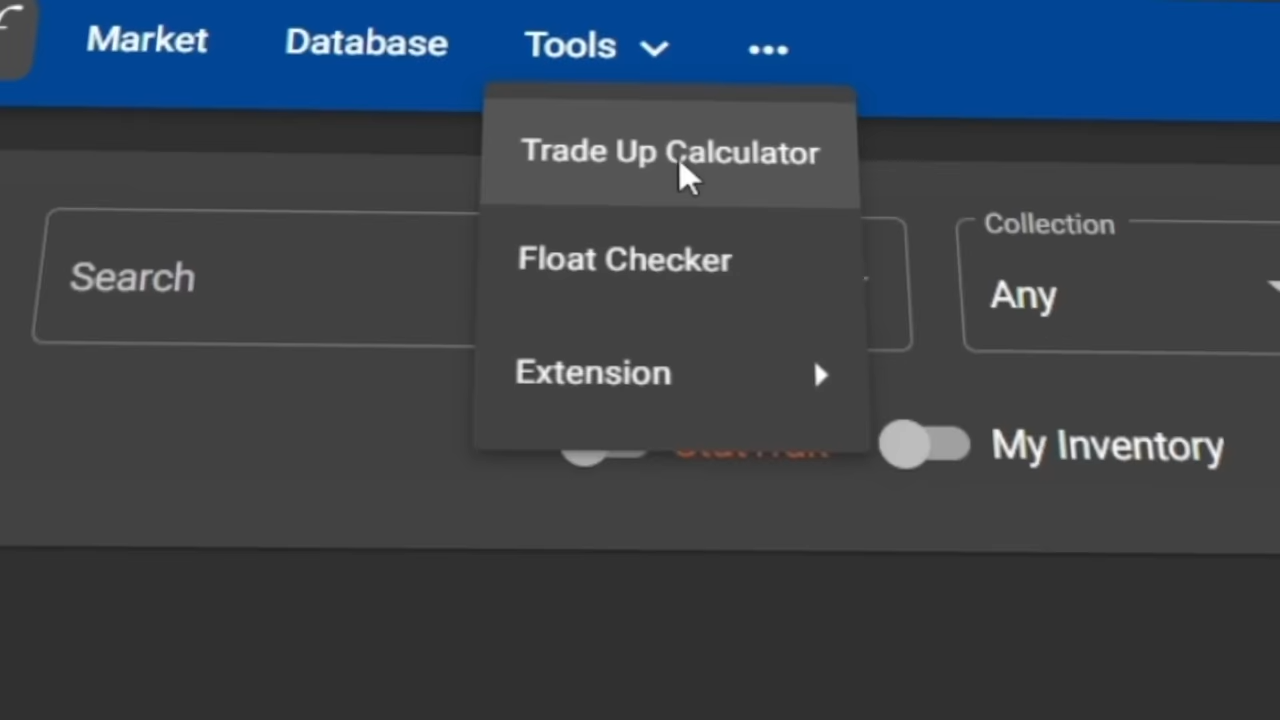 Market Database Tools •••
Trade Up Calculator
Collection
Search
Float Checker
Any
Extension
My Inventory